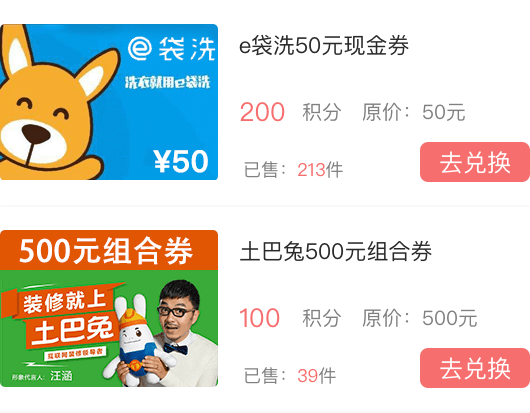 e袋洗
洗衣就用e袋洗
¥50
e袋洗50元现金券
200 积分 原价：50元
已售：213件
去兑换
500元组合券
装修就上
土巴兔
互联网装修领导者
形象代言人：汪涵
土巴兔500元组合券
100 积分 原价：500元
已售：39件
去兑换